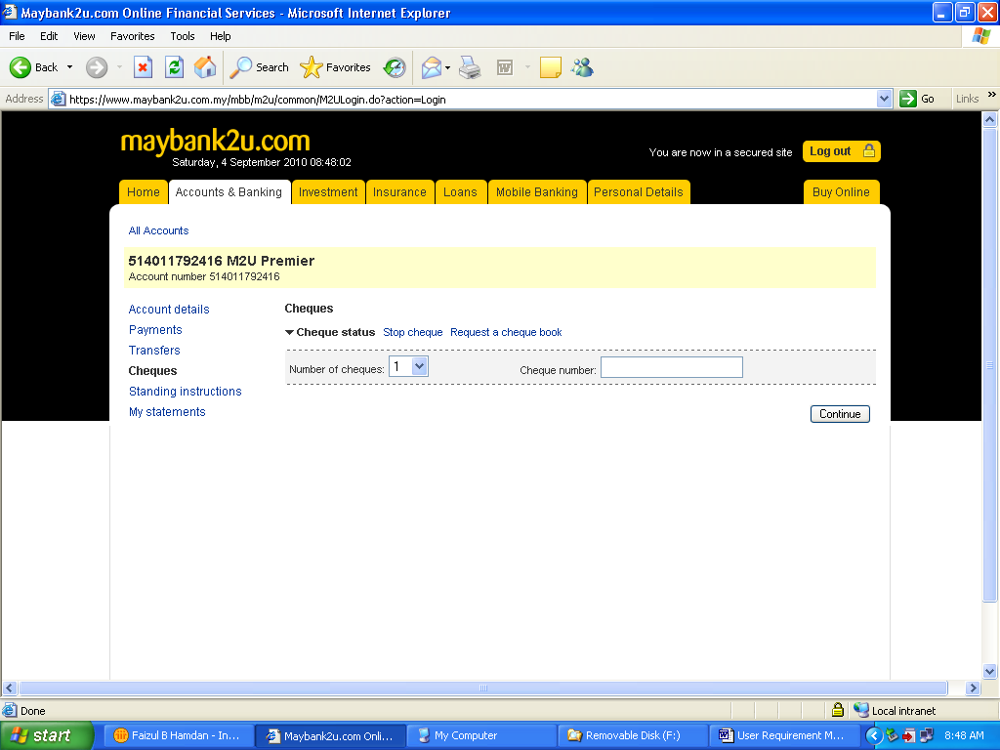 Maybank2u.com Online Financial Services - Microsoft Internet Explorer
File Edit View Favorites Tools Help
Back Search Favorites
Address https://www.maybank2u.com.my/mbb/m2u/common/M2ULogin.do?action=Login Go Links »
maybank2u.com
Saturday, 4 September 2010 08:48:02
You are now in a secured site Log out
Home Accounts & Banking Investment Insurance Loans Mobile Banking Personal Details Buy Online
All Accounts
514011792416 M2U Premier
Account number 514011792416
Account details
Payments
Transfers
Cheques
Standing instructions
My statements
Cheques
Cheque status Stop cheque Request a cheque book
Number of cheques: 1 Cheque number:
Continue
Done Local intranet
start Faizul B Hamdan - In... Maybank2u.com Onli... My Computer Removable Disk (F:) User Requirement M... 8:48 AM